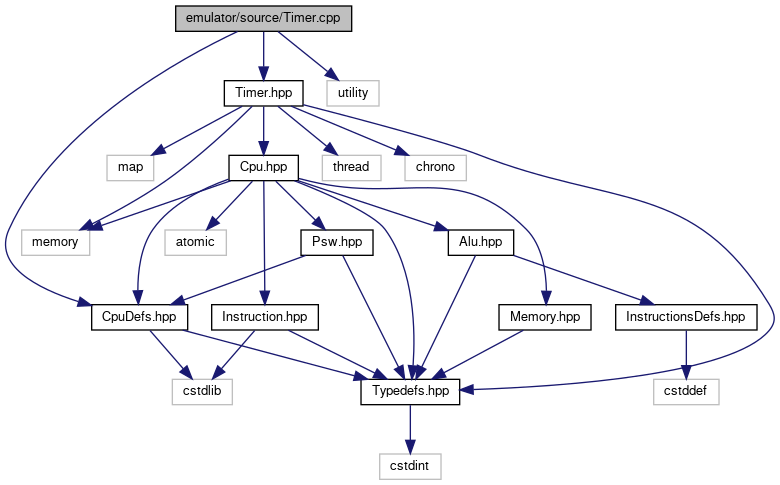 emulator/source/Timer.cpp
Timer.hpp
utility
map
Cpu.hpp
thread
chrono
memory
atomic
Psw.hpp
Alu.hpp
CpuDefs.hpp
Instruction.hpp
Memory.hpp
InstructionsDefs.hpp
cstdlib
Typedefs.hpp
cstddef
cstdint